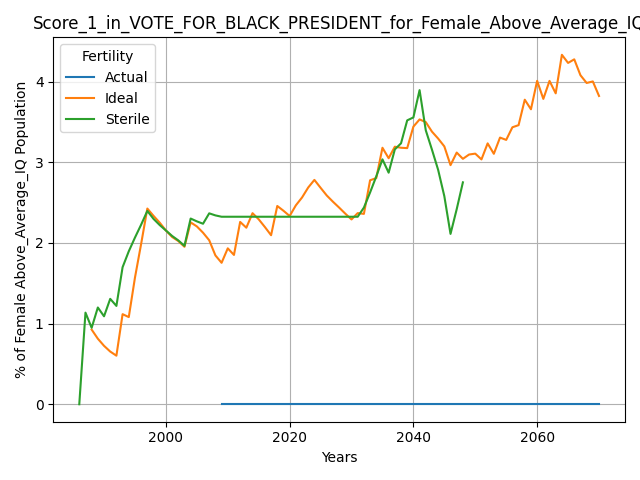 Score_1_in_VOTE_FOR_BLACK_PRESIDENT_for_Female_Above_Average_IQ
Fertility
Actual
Ideal
Sterile
% of Female Above_Average_IQ Population
4
3
2
1
0
2000 2020 2040 2060
Years